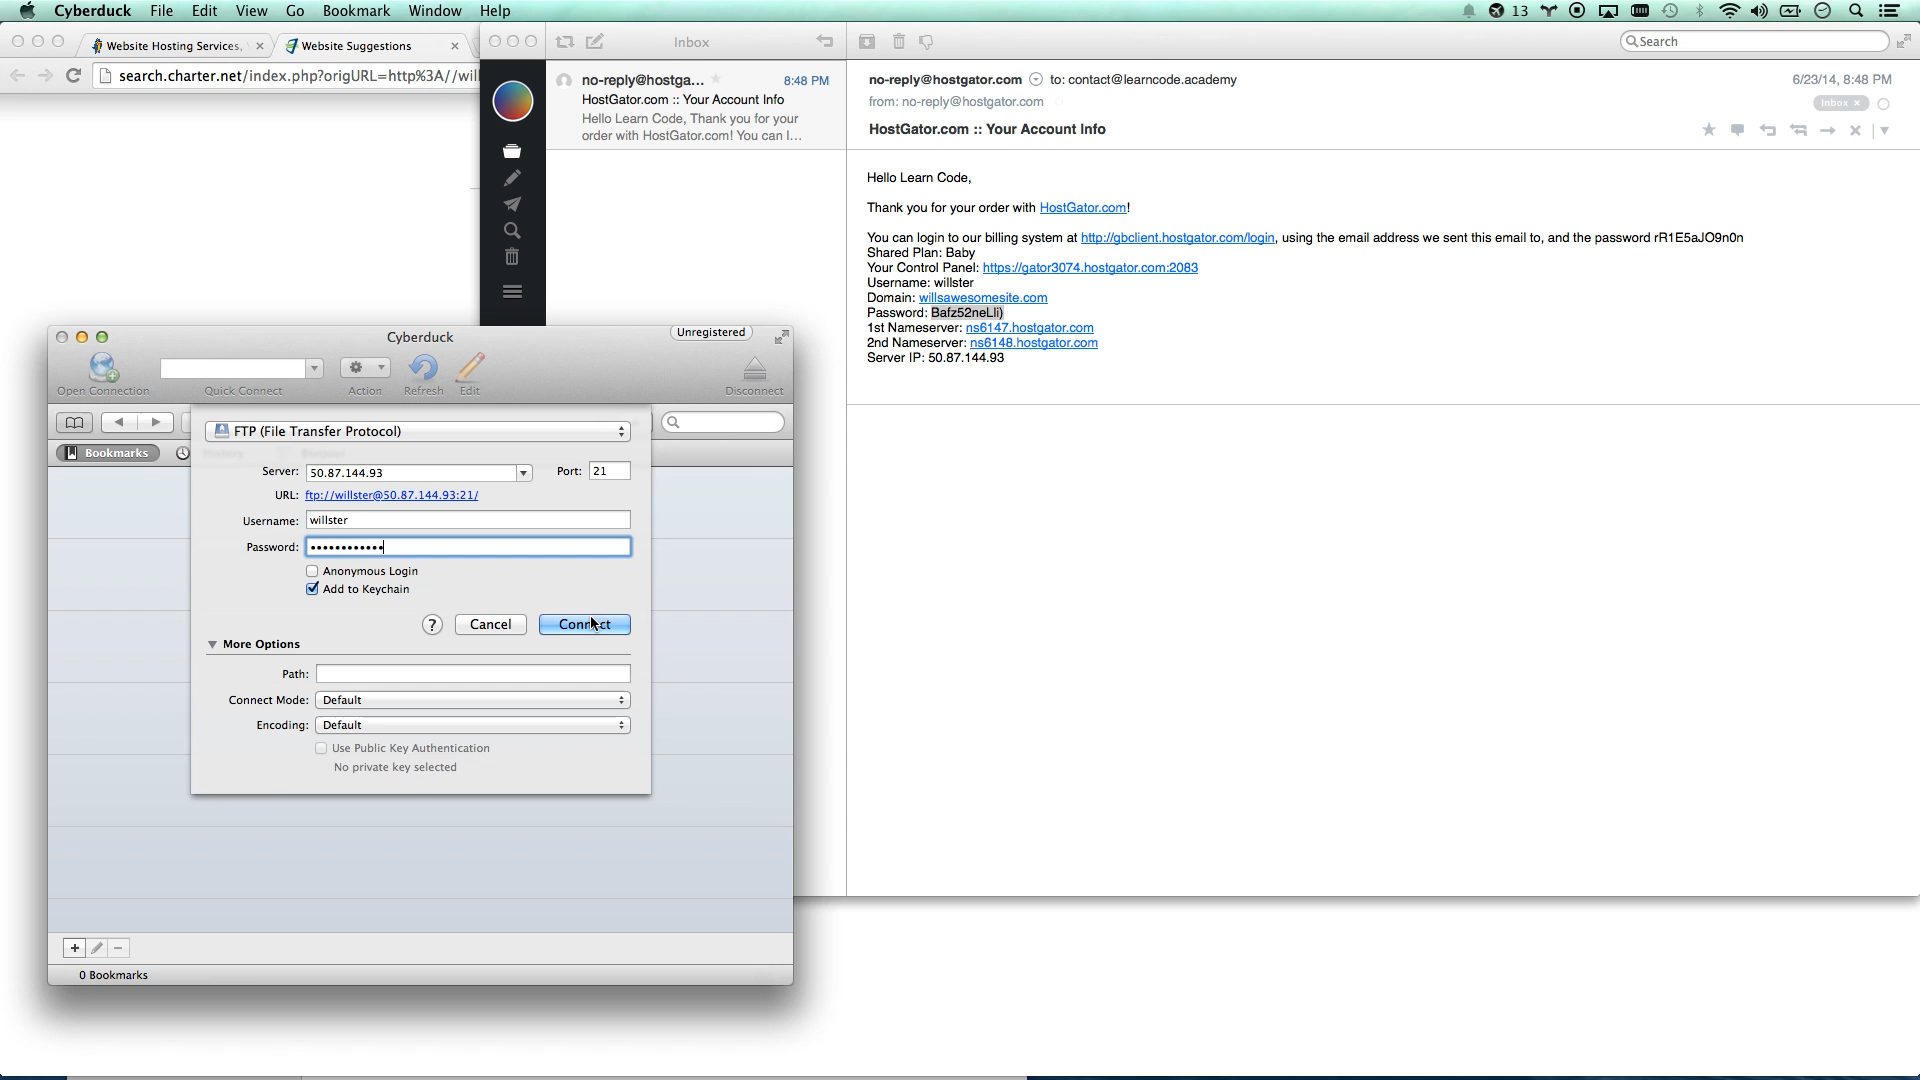 Cyberduck File Edit View Go Bookmark Window Help
13
Website Hosting Services,
Website Suggestions
search.charter.net/index.php?origURL=http%3A//wil
Inbox
Search
no-reply@hostga...
8:48 PM
HostGator.com :: Your Account Info
Hello Learn Code, Thank you for your
order with HostGator.com! You can l...
no-reply@hostgator.com to: contact@learncode.academy
6/23/14, 8:48 PM
from: no-reply@hostgator.com
Inbox
HostGator.com :: Your Account Info
Hello Learn Code,
Thank you for your order with HostGator.com!
You can login to our billing system at http://gbclient.hostgator.com/login, using the email address we sent this email to, and the password rR1E5aJO9n0n
Shared Plan: Baby
Your Control Panel: https://gator3074.hostgator.com:2083
Username: willster
Domain: willsawesomesite.com
Password: Bafz52neLli)
1st Nameserver: ns6147.hostgator.com
2nd Nameserver: ns6148.hostgator.com
Server IP: 50.87.144.93
Cyberduck
Unregistered
Open Connection
Quick Connect
Action
Refresh
Edit
Disconnect
Bookmarks
FTP (File Transfer Protocol)
Server: 50.87.144.93
Port: 21
URL: ftp://willster@50.87.144.93:21/
Username: willster
Password: ••••••••••••
Anonymous Login
Add to Keychain
?
Cancel
Connect
More Options
Path:
Connect Mode: Default
Encoding: Default
Use Public Key Authentication
No private key selected
0 Bookmarks